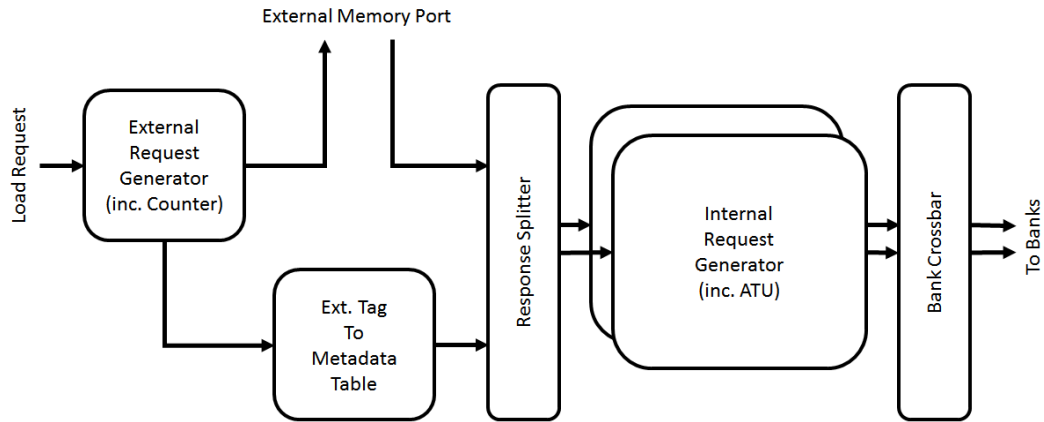 External Memory Port
Load Request
External
Request
Generator
(inc. Counter)
Ext. Tag
To
Metadata
Table
Response Splitter
Internal
Request
Generator
(inc. ATU)
Bank Crossbar
To Banks